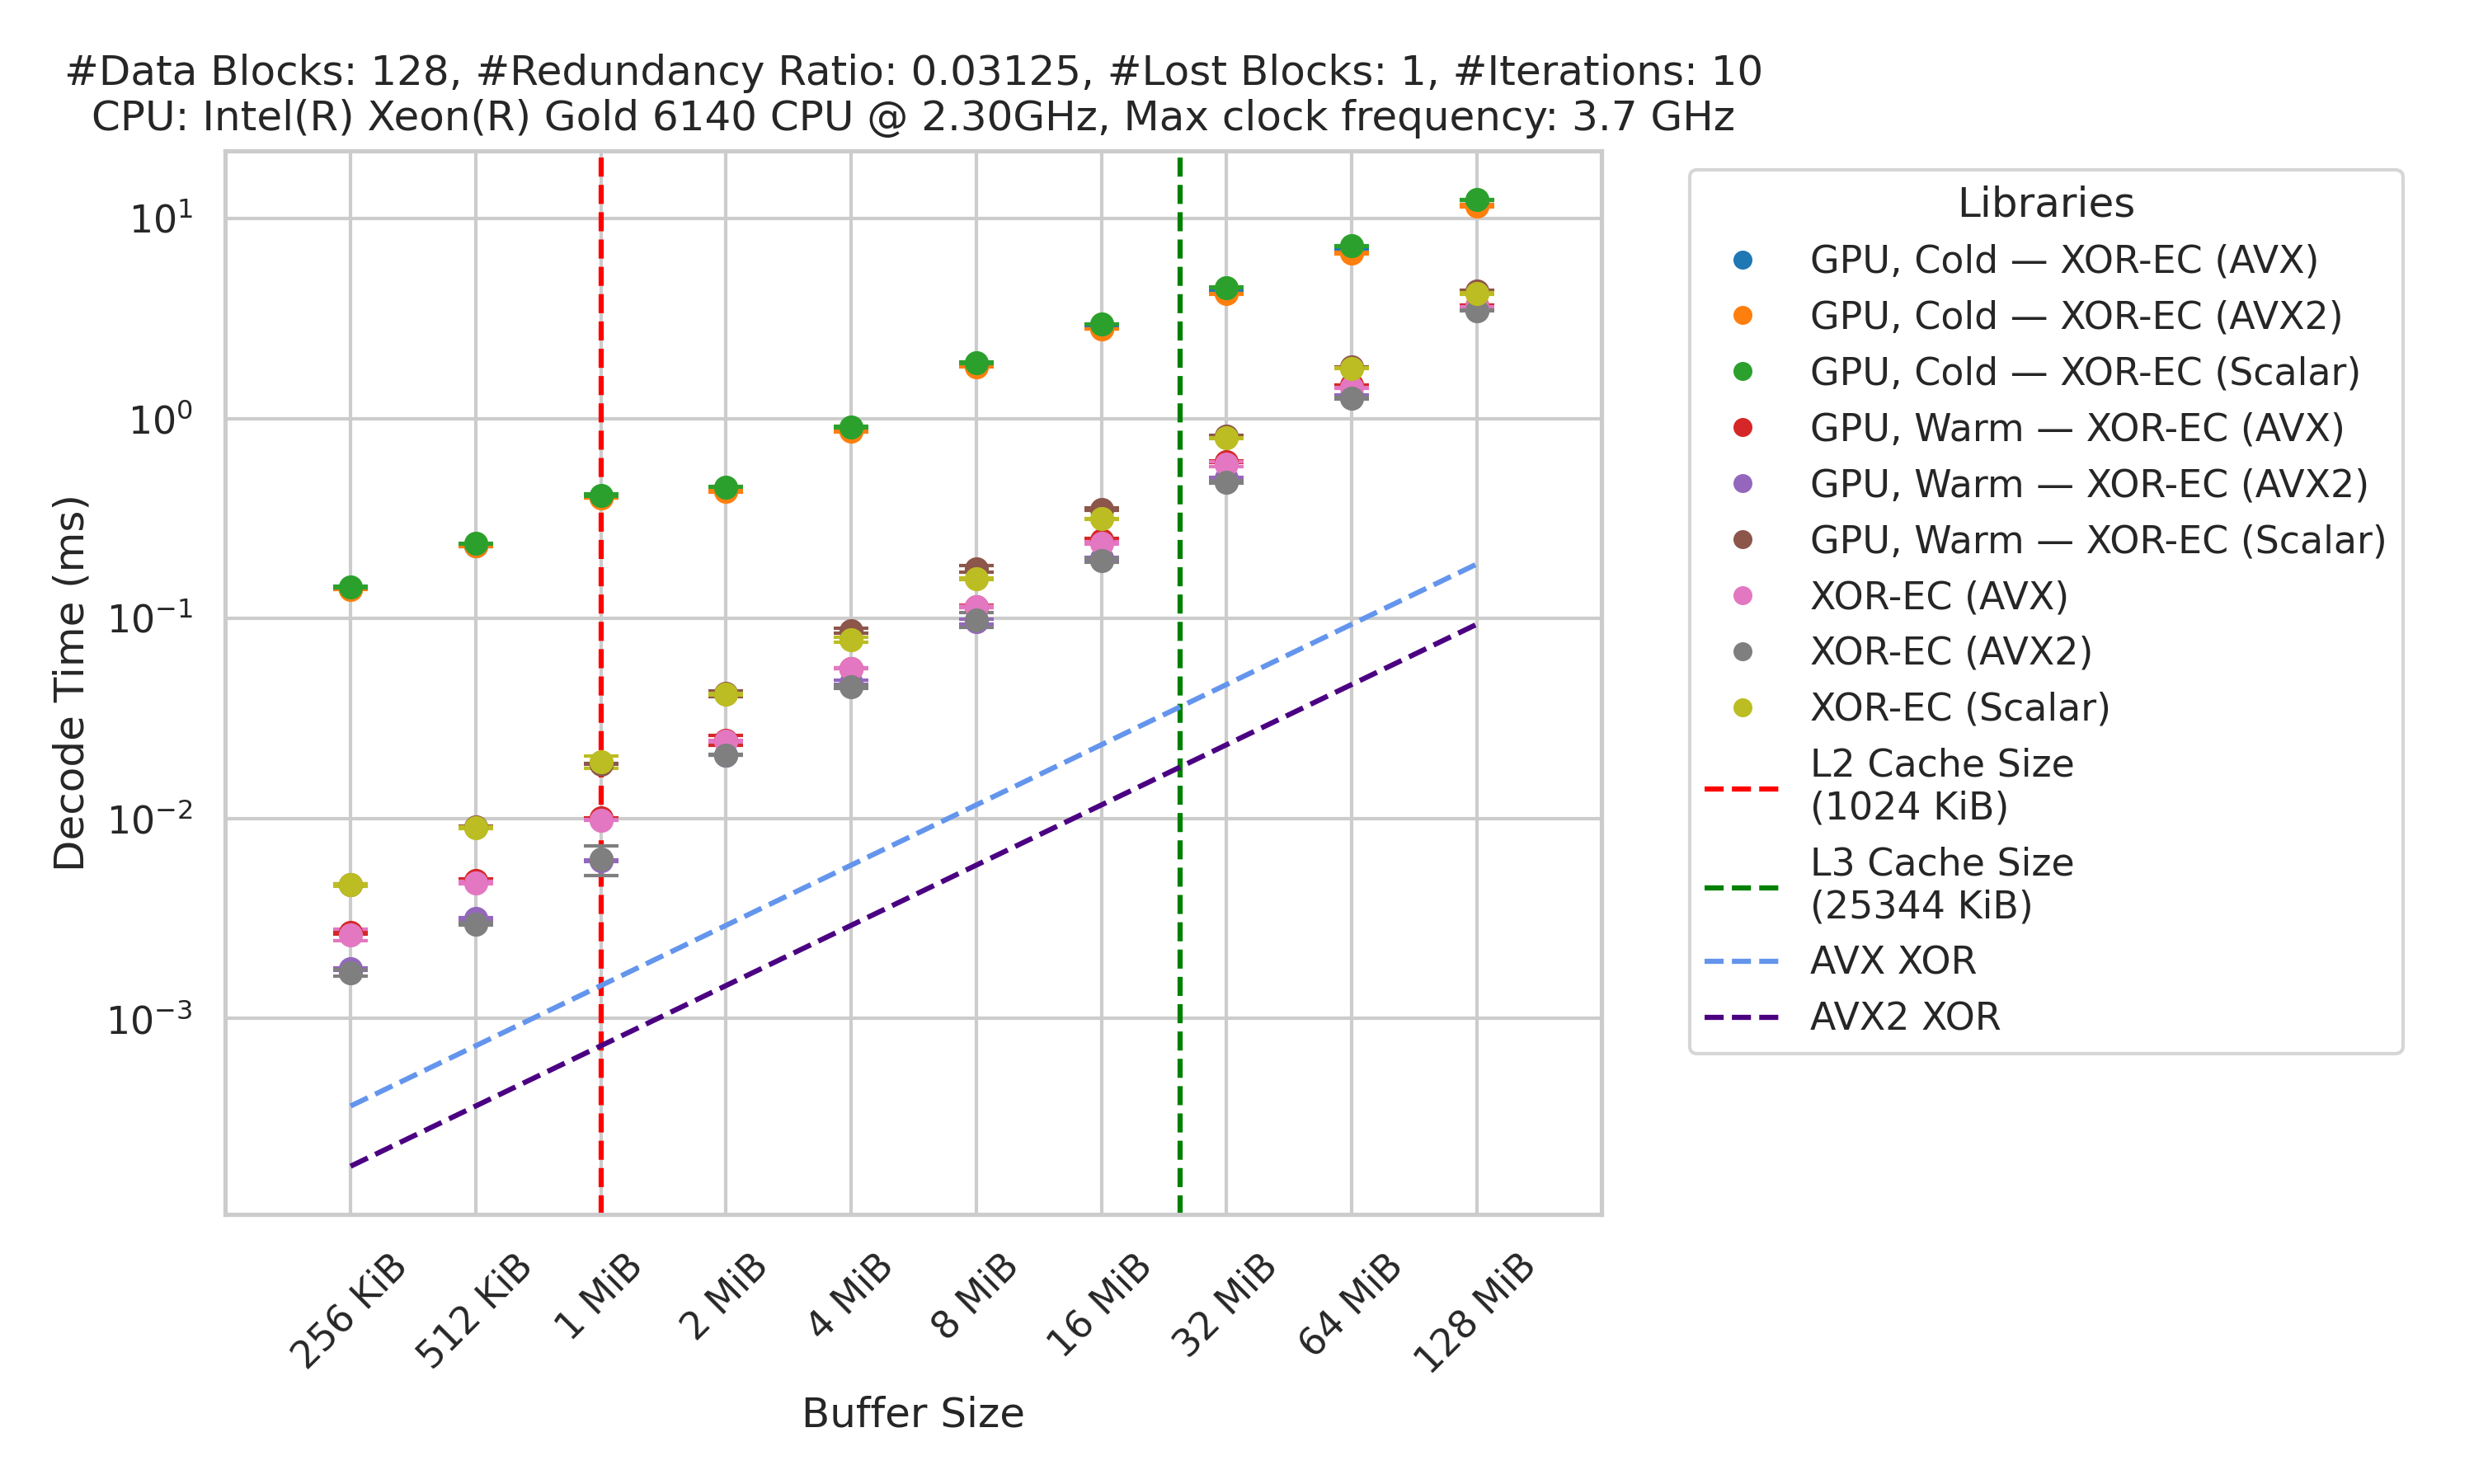 #Data Blocks: 128, #Redundancy Ratio: 0.03125, #Lost Blocks: 1, #Iterations: 10
CPU: Intel(R) Xeon(R) Gold 6140 CPU @ 2.30GHz, Max clock frequency: 3.7 GHz
Decode Time (ms)
10¹
10⁰
10⁻¹
10⁻²
10⁻³
256 KiB
512 KiB
1 MiB
2 MiB
4 MiB
8 MiB
16 MiB
32 MiB
64 MiB
128 MiB
Buffer Size
Libraries
GPU, Cold — XOR-EC (AVX)
GPU, Cold — XOR-EC (AVX2)
GPU, Cold — XOR-EC (Scalar)
GPU, Warm — XOR-EC (AVX)
GPU, Warm — XOR-EC (AVX2)
GPU, Warm — XOR-EC (Scalar)
XOR-EC (AVX)
XOR-EC (AVX2)
XOR-EC (Scalar)
L2 Cache Size
(1024 KiB)
L3 Cache Size
(25344 KiB)
AVX XOR
AVX2 XOR